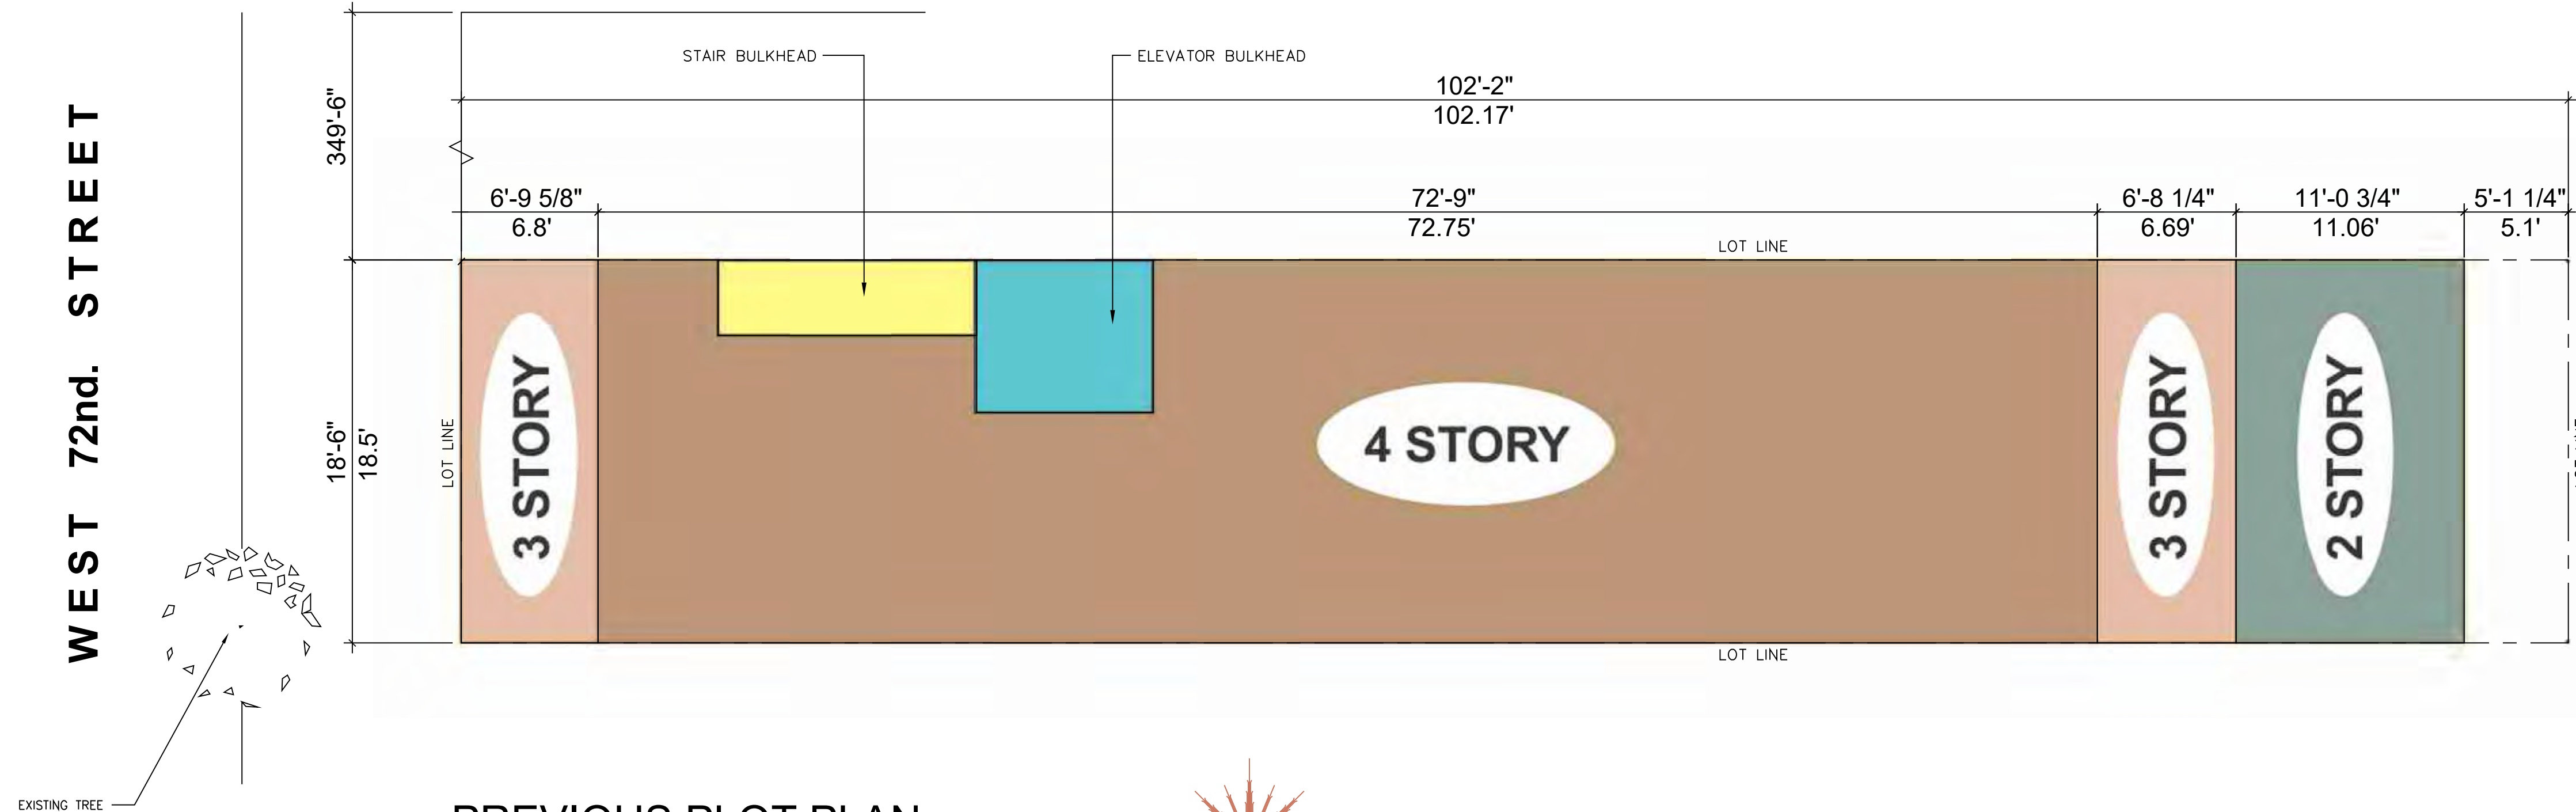 STAIR BULKHEAD
ELEVATOR BULKHEAD
102'-2"
102.17'
349'-6"
6'-9 5/8"
6.8'
72'-9"
72.75'
6'-8 1/4"
6.69'
11'-0 3/4"
11.06'
5'-1 1/4"
5.1'
LOT LINE
WEST 72nd. STREET
18'-6"
18.5'
LOT LINE
3 STORY
4 STORY
3 STORY
2 STORY
LOT LINE
EXISTING TREE
PREVIOUS PLOT PLAN